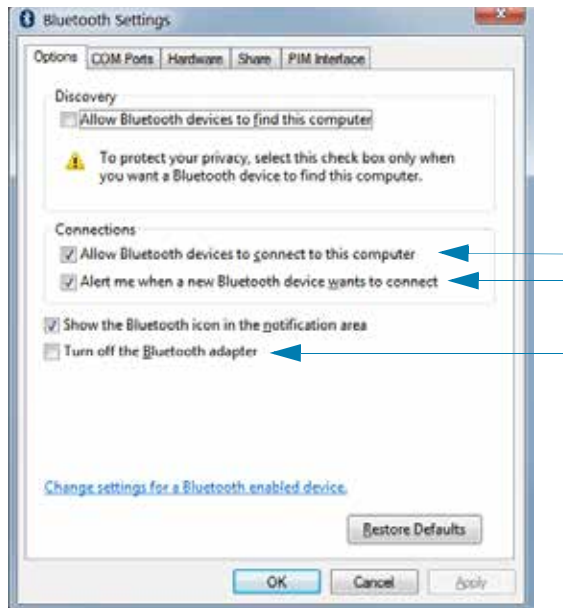 Bluetooth Settings
Options COM Ports Hardware Share PIM Interface
Discovery
Allow Bluetooth devices to find this computer
To protect your privacy, select this check box only when
you want a Bluetooth device to find this computer.
Connections
Allow Bluetooth devices to connect to this computer
Alert me when a new Bluetooth device wants to connect
Show the Bluetooth icon in the notification area
Turn off the Bluetooth adapter
Change settings for a Bluetooth enabled device.
Restore Defaults
OK Cancel Apply